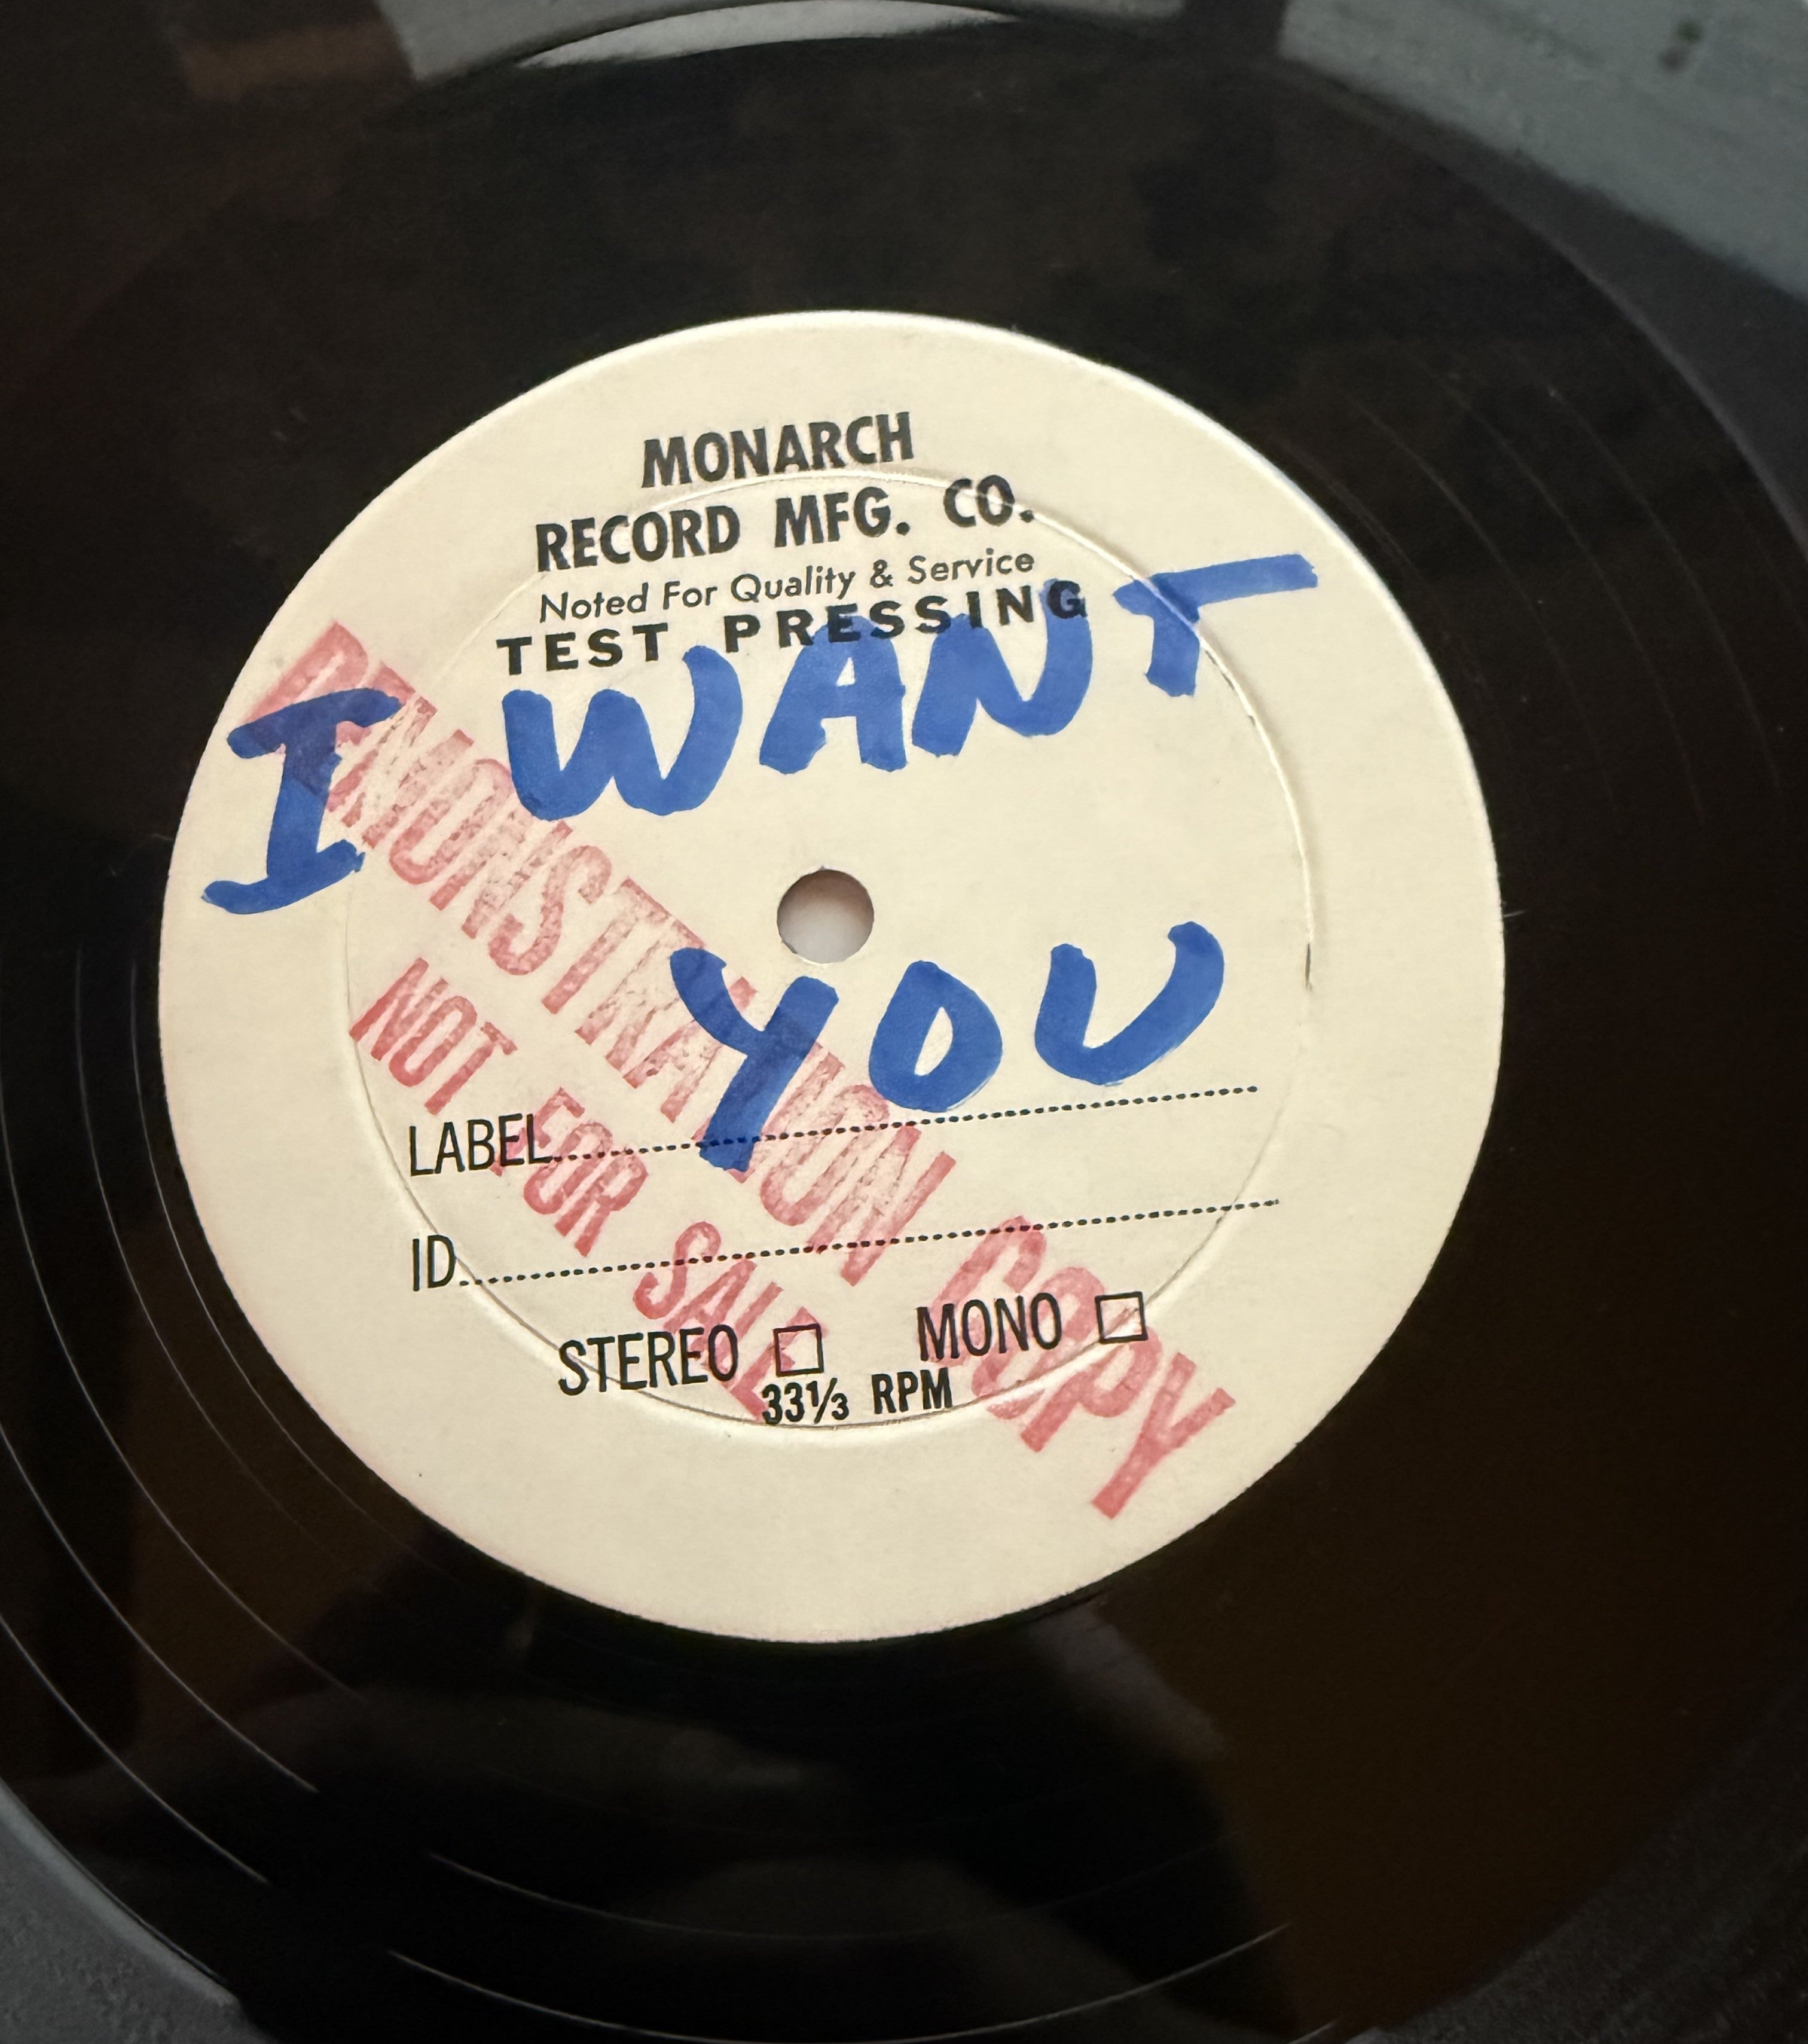 MONARCH
RECORD MFG. CO.
Noted For Quality & Service
TEST PRESSING
I WANT
YOU
DEMONSTRATION COPY
NOT FOR SALE
LABEL
ID
STEREO □ MONO □
33⅓ RPM